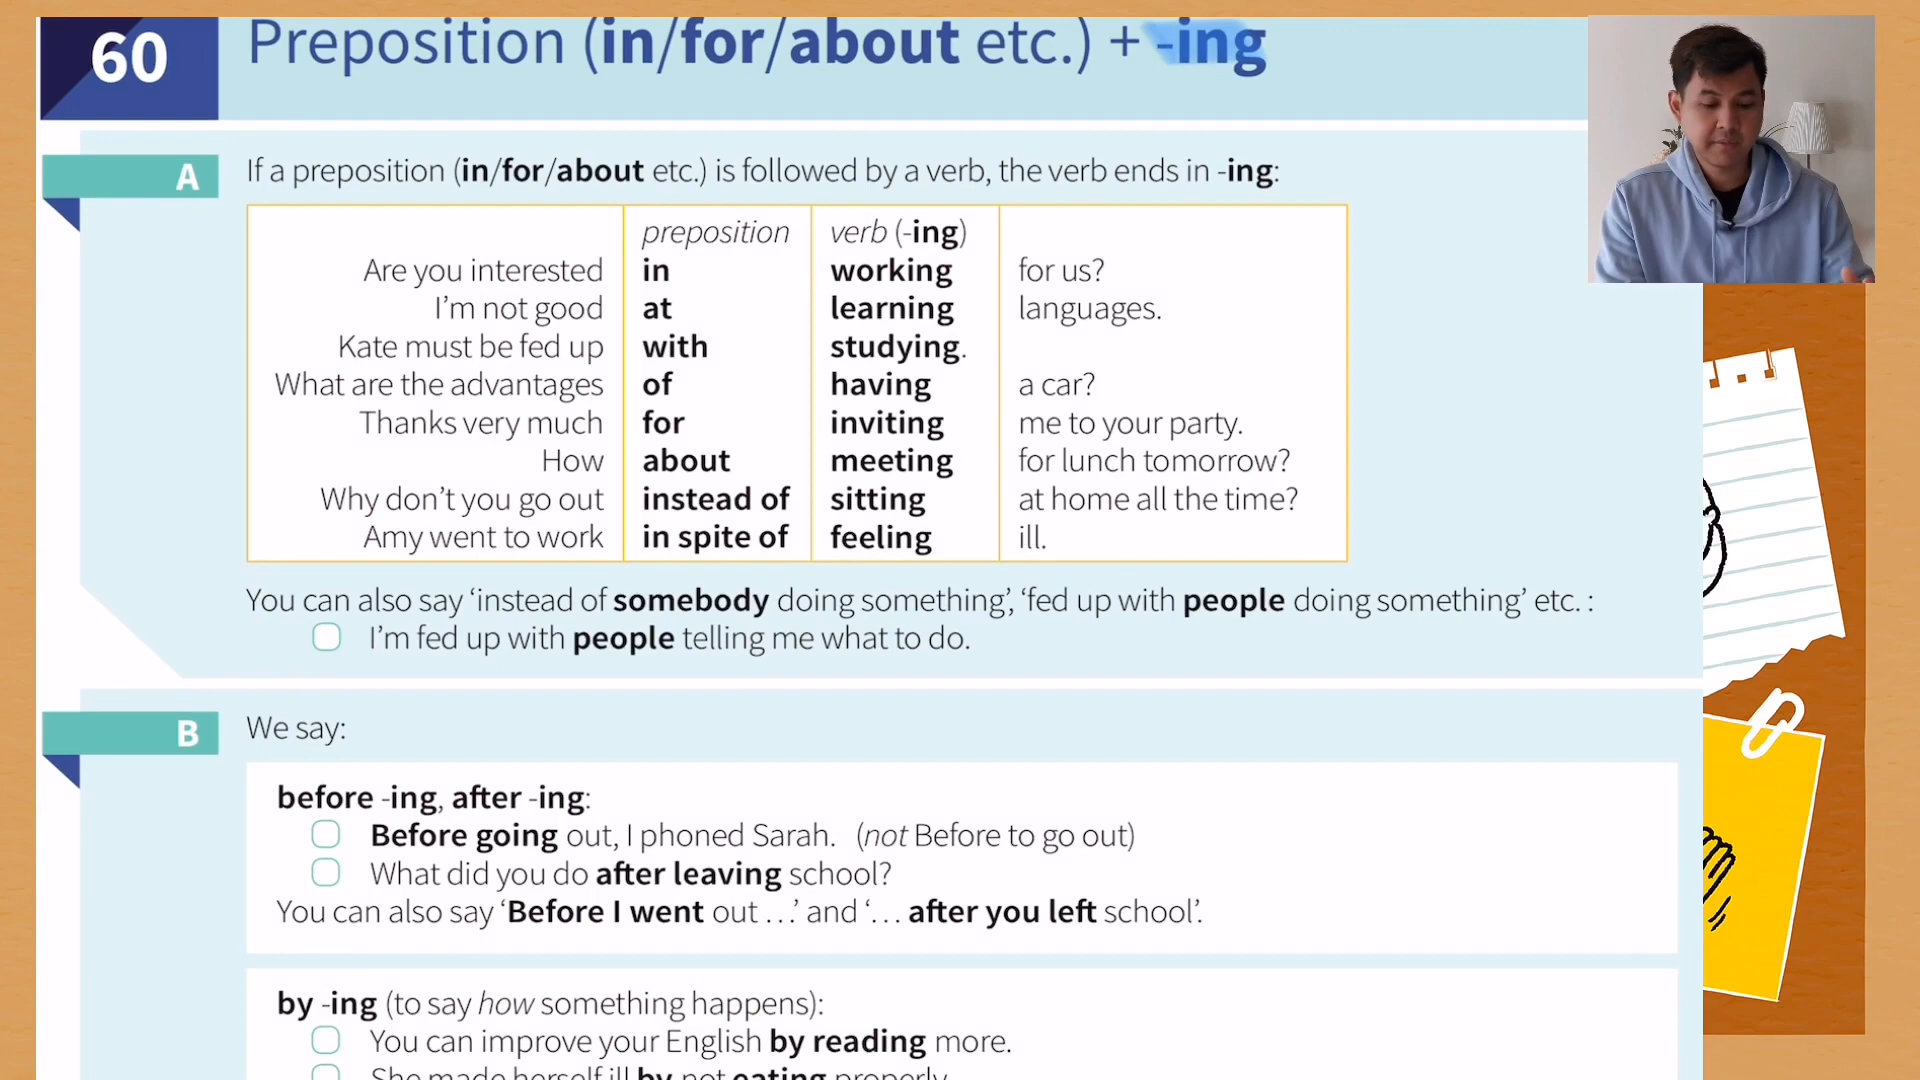 60
Preposition (in/for/about etc.) + -ing
A
If a preposition (in/for/about etc.) is followed by a verb, the verb ends in -ing:
preposition verb (-ing)
Are you interested in working for us?
I'm not good at learning languages.
Kate must be fed up with studying.
What are the advantages of having a car?
Thanks very much for inviting me to your party.
How about meeting for lunch tomorrow?
Why don't you go out instead of sitting at home all the time?
Amy went to work in spite of feeling ill.
You can also say ‘instead of somebody doing something’, ‘fed up with people doing something’ etc. :
I'm fed up with people telling me what to do.
B
We say:
before -ing, after -ing:
Before going out, I phoned Sarah. (not Before to go out)
What did you do after leaving school?
You can also say ‘Before I went out …’ and ‘… after you left school’.
by -ing (to say how something happens):
You can improve your English by reading more.
She made herself ill by not eating properly.